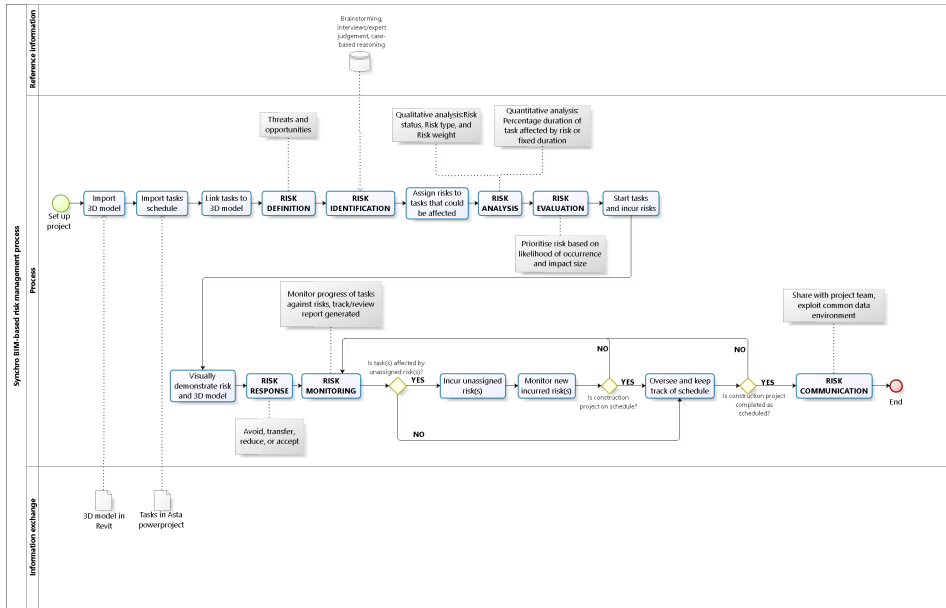 Synchro BIM-based risk management process
Reference information
Brainstorming,
interviews/expert
judgement, case-
based reasoning
Process
Threats and
opportunities
Qualitative analysis:Risk
status, Risk type, and
Risk weight
Quantitative analysis:
Percentage duration of
task affected by risk or
fixed duration
Set up
project
Import
3D model
Import tasks
schedule
Link tasks to
3D model
RISK
DEFINITION
RISK
IDENTIFICATION
Assign risks to
tasks that could
be affected
RISK
ANALYSIS
RISK
EVALUATION
Start tasks
and incur risks
Prioritise risk based on
likelihood of occurrence
and impact size
Monitor progress of tasks
against risks, track/review
report generated
Share with project team,
exploit common data
environment
Visually
demonstrate risk
and 3D model
RISK
RESPONSE
RISK
MONITORING
Is task(s) affected by
unassigned risk(s)?
YES
NO
Incur unassigned
risk(s)
Monitor new
incurred risk(s)
NO
YES
Is construction
project on schedule?
Oversee and keep
track of schedule
NO
YES
Is construction project
completed as
scheduled?
RISK
COMMUNICATION
End
Avoid, transfer,
reduce, or accept
Information exchange
3D model in
Revit
Tasks in Asta
powerproject